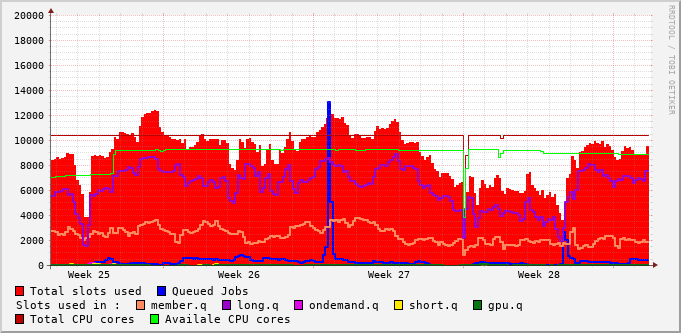 20000
18000
16000
14000
12000
10000
8000
6000
4000
2000
0
Week 25 Week 26 Week 27 Week 28
RRDTOOL / TOBI OETIKER
Total slots used Queued Jobs
Slots used in : member.q long.q ondemand.q short.q gpu.q
Total CPU cores Availale CPU cores